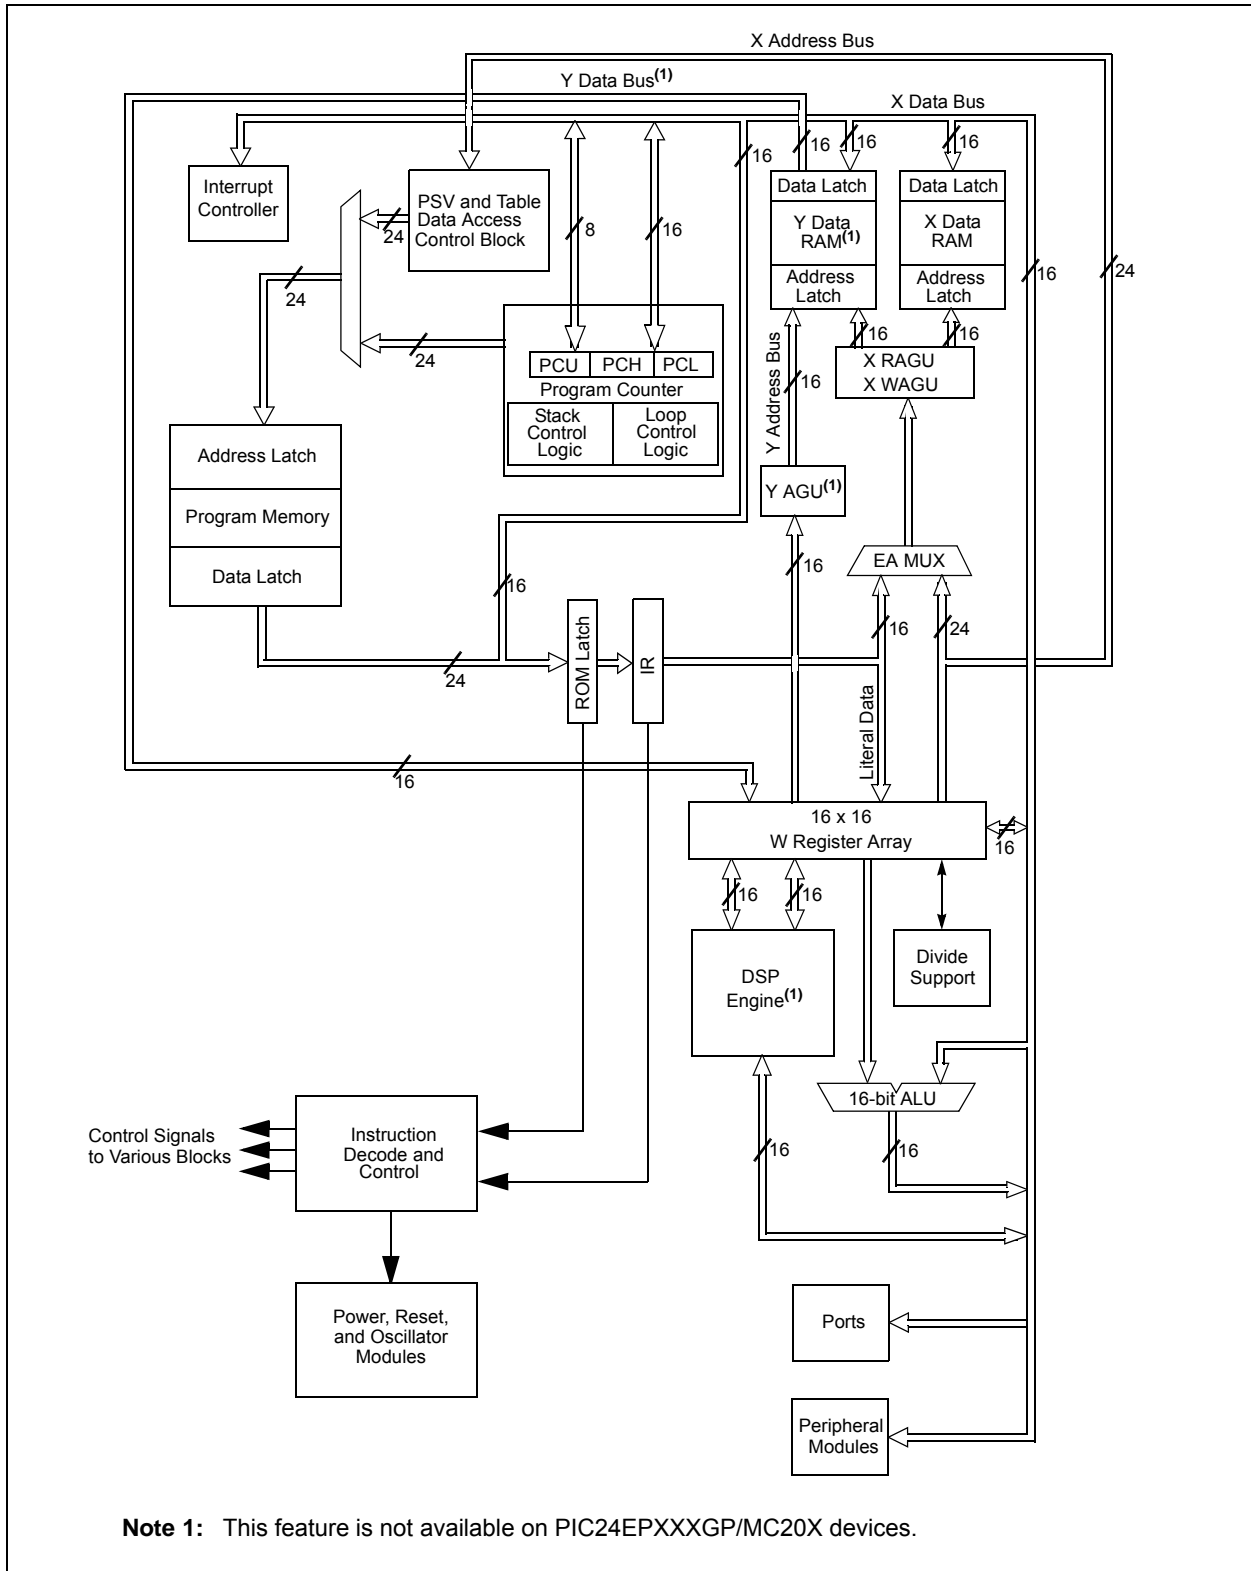 X Address Bus
Y Data Bus(1)
X Data Bus
16
16
16
16
Interrupt
Controller
PSV and Table
Data Access
Control Block
24
8
16
Data Latch
Y Data
RAM(1)
Address
Latch
Data Latch
X Data
RAM
Address
Latch
16
24
24
24
16
16
X RAGU
X WAGU
Y Address Bus
16
PCU
PCH
PCL
Program Counter
Stack
Control
Logic
Loop
Control
Logic
Address Latch
Program Memory
Data Latch
Y AGU(1)
EA MUX
16
16
16
24
24
ROM Latch
IR
Literal Data
16
16 x 16
W Register Array
16
16
16
DSP
Engine(1)
Divide
Support
16-bit ALU
16
16
Control Signals
to Various Blocks
Instruction
Decode and
Control
Power, Reset,
and Oscillator
Modules
Ports
Peripheral
Modules
Note 1: This feature is not available on PIC24EPXXXGP/MC20X devices.